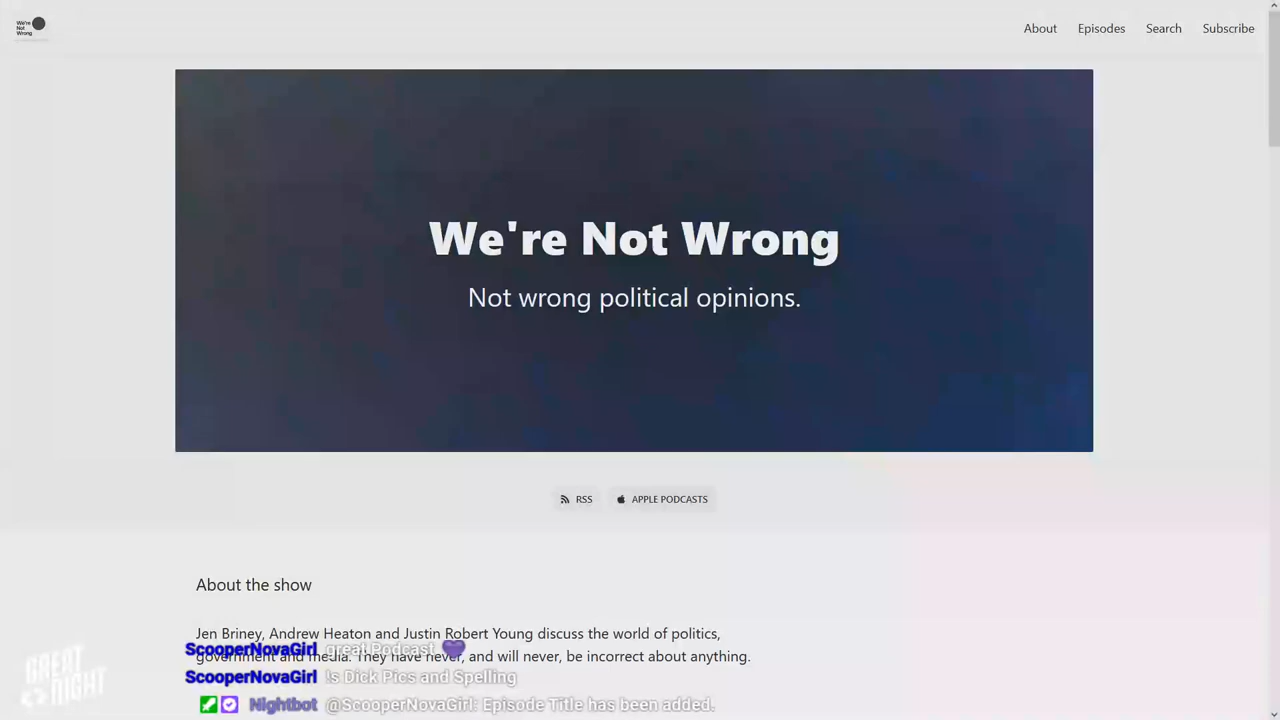 We're
Not
Wrong
About Episodes Search Subscribe
We're Not Wrong
Not wrong political opinions.
RSS APPLE PODCASTS
About the show
Jen Briney, Andrew Heaton and Justin Robert Young discuss the world of politics,
government and media. They have never, and will never, be incorrect about anything.
ScooperNovaGirl great Podcast 💜
ScooperNovaGirl !s Dick Pics and Spelling
Nightbot @ScooperNovaGirl: Episode Title has been added.
GREAT
NIGHT